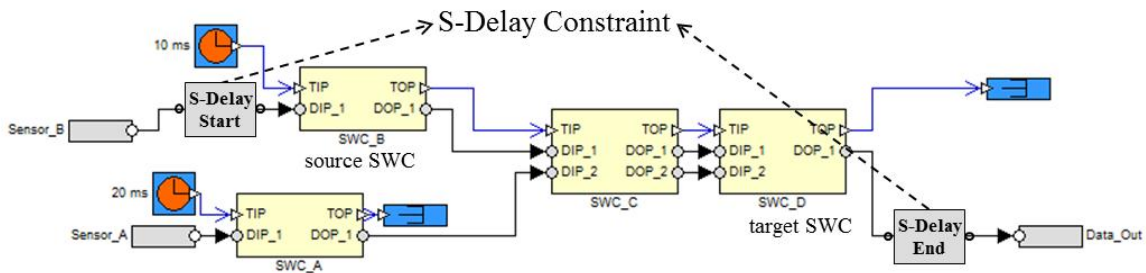 S-Delay Constraint
10 ms
S-Delay
Start
TIP
TOP
DIP_1
DOP_1
SWC_B
source SWC
Sensor_B
TIP
TOP
DIP_1
DOP_1
DIP_2
DOP_2
SWC_C
TIP
TOP
DIP_1
DOP_1
DIP_2
SWC_D
target SWC
20 ms
TIP
TOP
DIP_1
DOP_1
SWC_A
Sensor_A
S-Delay
End
Data_Out